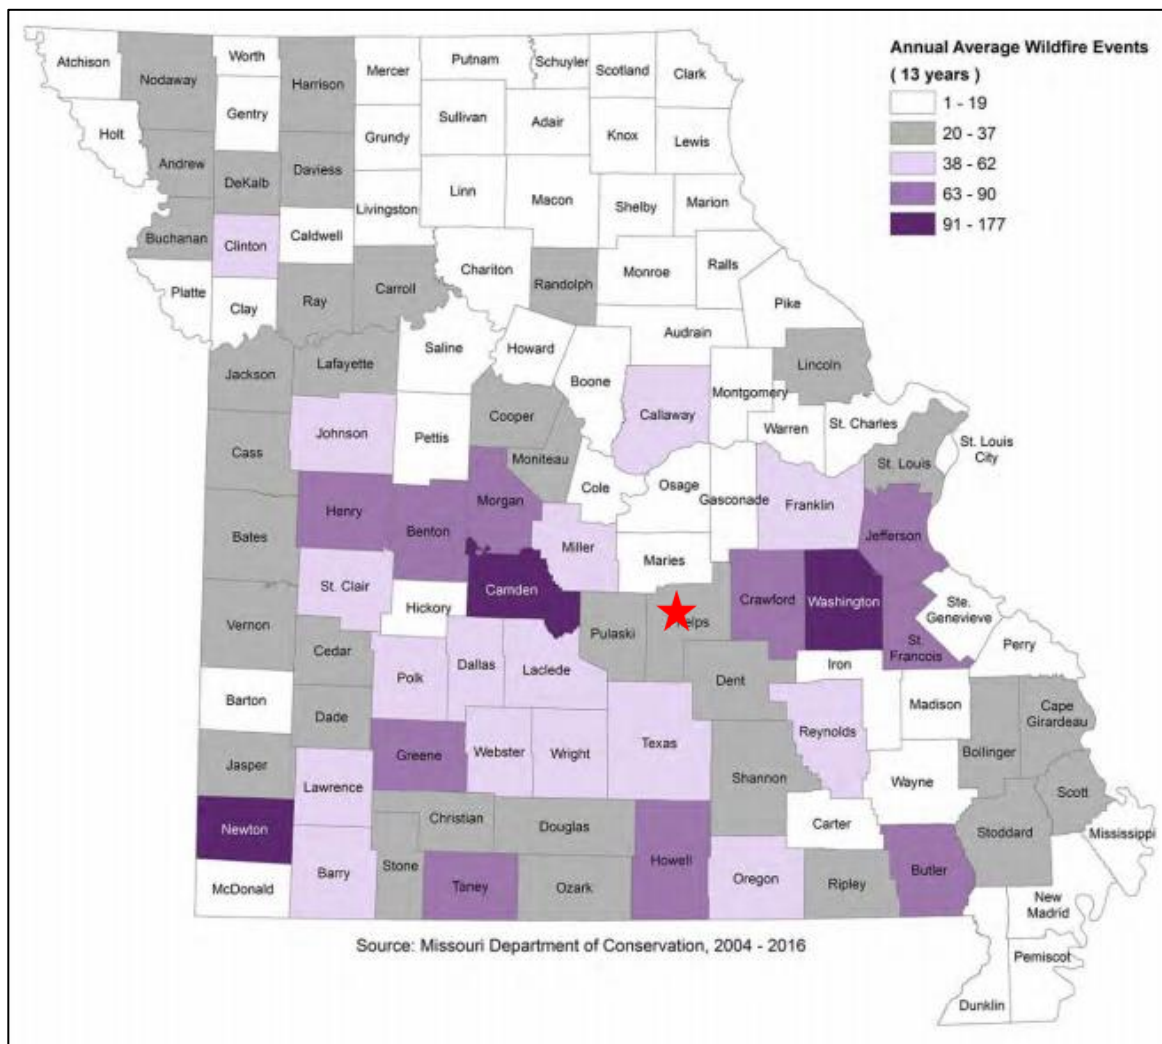 Annual Average Wildfire Events
( 13 years )
1 - 19
20 - 37
38 - 62
63 - 90
91 - 177
Atchison
Nodaway
Worth
Harrison
Mercer
Putnam
Schuyler
Scotland
Clark
Gentry
Holt
Sullivan
Adair
Grundy
Knox
Lewis
Andrew
DeKalb
Daviess
Linn
Macon
Shelby
Marion
Livingston
Buchanan
Clinton
Caldwell
Chariton
Randolph
Monroe
Ralls
Platte
Clay
Ray
Carroll
Pike
Audrain
Saline
Howard
Jackson
Lafayette
Boone
Montgomery
Lincoln
Callaway
Cooper
Johnson
Pettis
Warren
St. Charles
Cass
Moniteau
St. Louis
St. Louis
City
Cole
Osage
Gasconade
Franklin
Henry
Morgan
Benton
Jefferson
Bates
Miller
Maries
St. Clair
Camden
Crawford
Washington
Hickory
Ste.
Genevieve
Vernon
Pulaski
elps
St.
Francois
Perry
Cedar
Polk
Dallas
Laclede
Iron
Dent
Barton
Madison
Cape
Girardeau
Dade
Reynolds
Bollinger
Greene
Webster
Wright
Texas
Jasper
Shannon
Wayne
Lawrence
Scott
Christian
Douglas
Carter
Stoddard
Mississippi
Newton
Stone
Howell
Barry
Taney
Ozark
Oregon
Ripley
Butler
McDonald
New
Madrid
Pemiscot
Dunklin
Source: Missouri Department of Conservation, 2004 - 2016